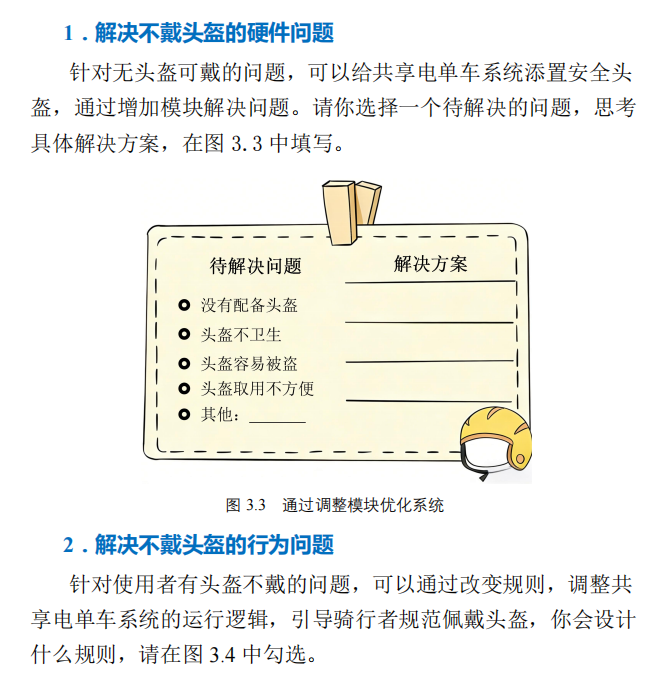 1．解决不戴头盔的硬件问题
针对无头盔可戴的问题，可以给共享电单车系统添置安全头
盔，通过增加模块解决问题。请你选择一个待解决的问题，思考
具体解决方案，在图 3.3 中填写。
待解决问题
没有配备头盔
头盔不卫生
头盔容易被盗
头盔取用不方便
其他：______
解决方案
图 3.3 通过调整模块优化系统
2．解决不戴头盔的行为问题
针对使用者有头盔不戴的问题，可以通过改变规则，调整共
享电单车系统的运行逻辑，引导骑行者规范佩戴头盔，你会设计
什么规则，请在图 3.4 中勾选。